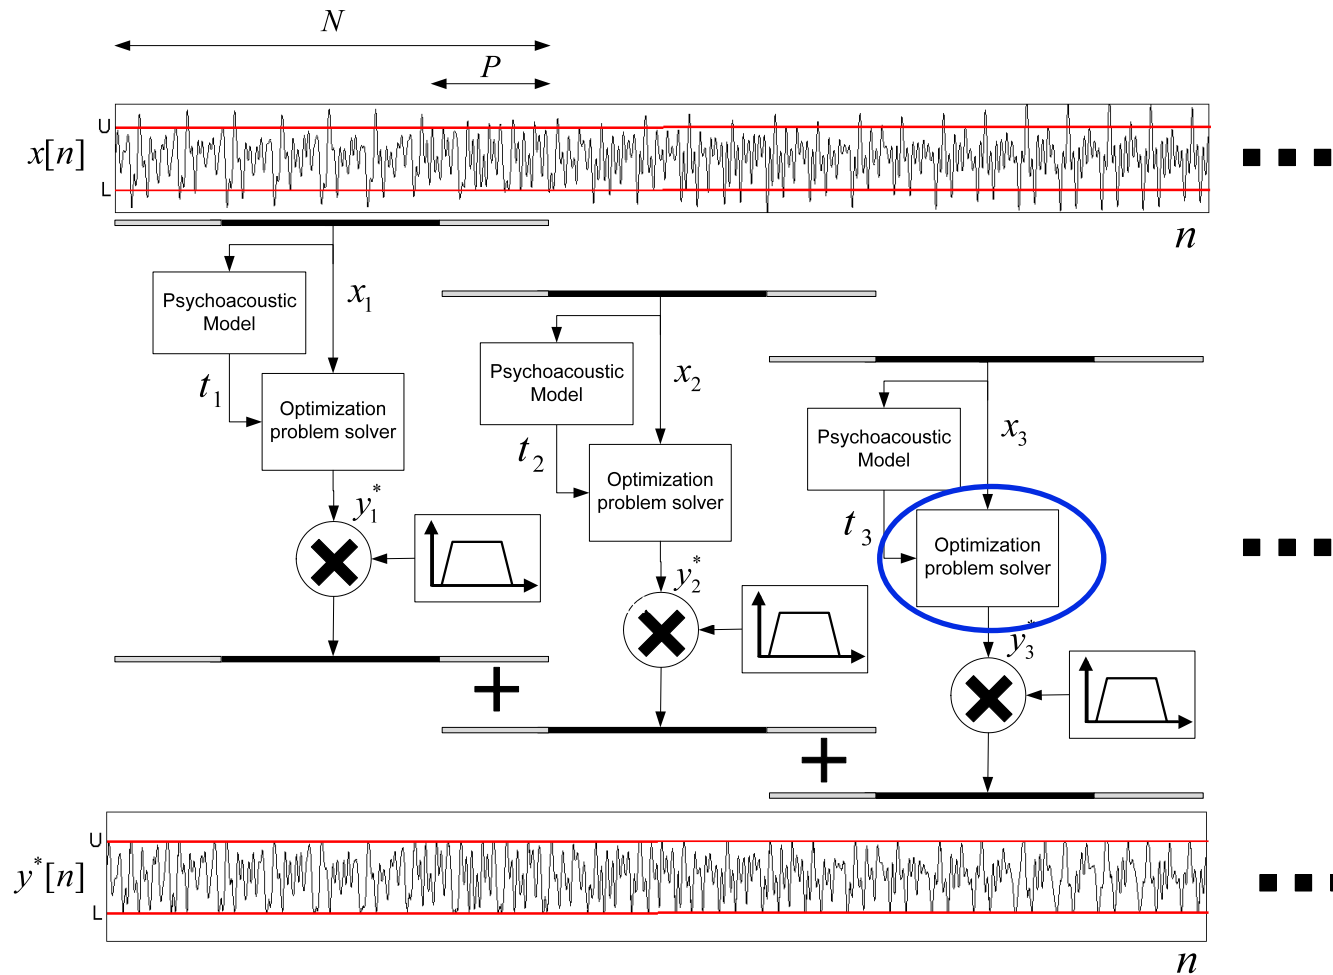 N
P
U
x[n]
L
n
Psychoacoustic
Model
x1
t1
Optimization
problem solver
y1*
Psychoacoustic
Model
x2
t2
Optimization
problem solver
y2*
Psychoacoustic
Model
x3
t3
Optimization
problem solver
y3*
+
+
U
y*[n]
L
n